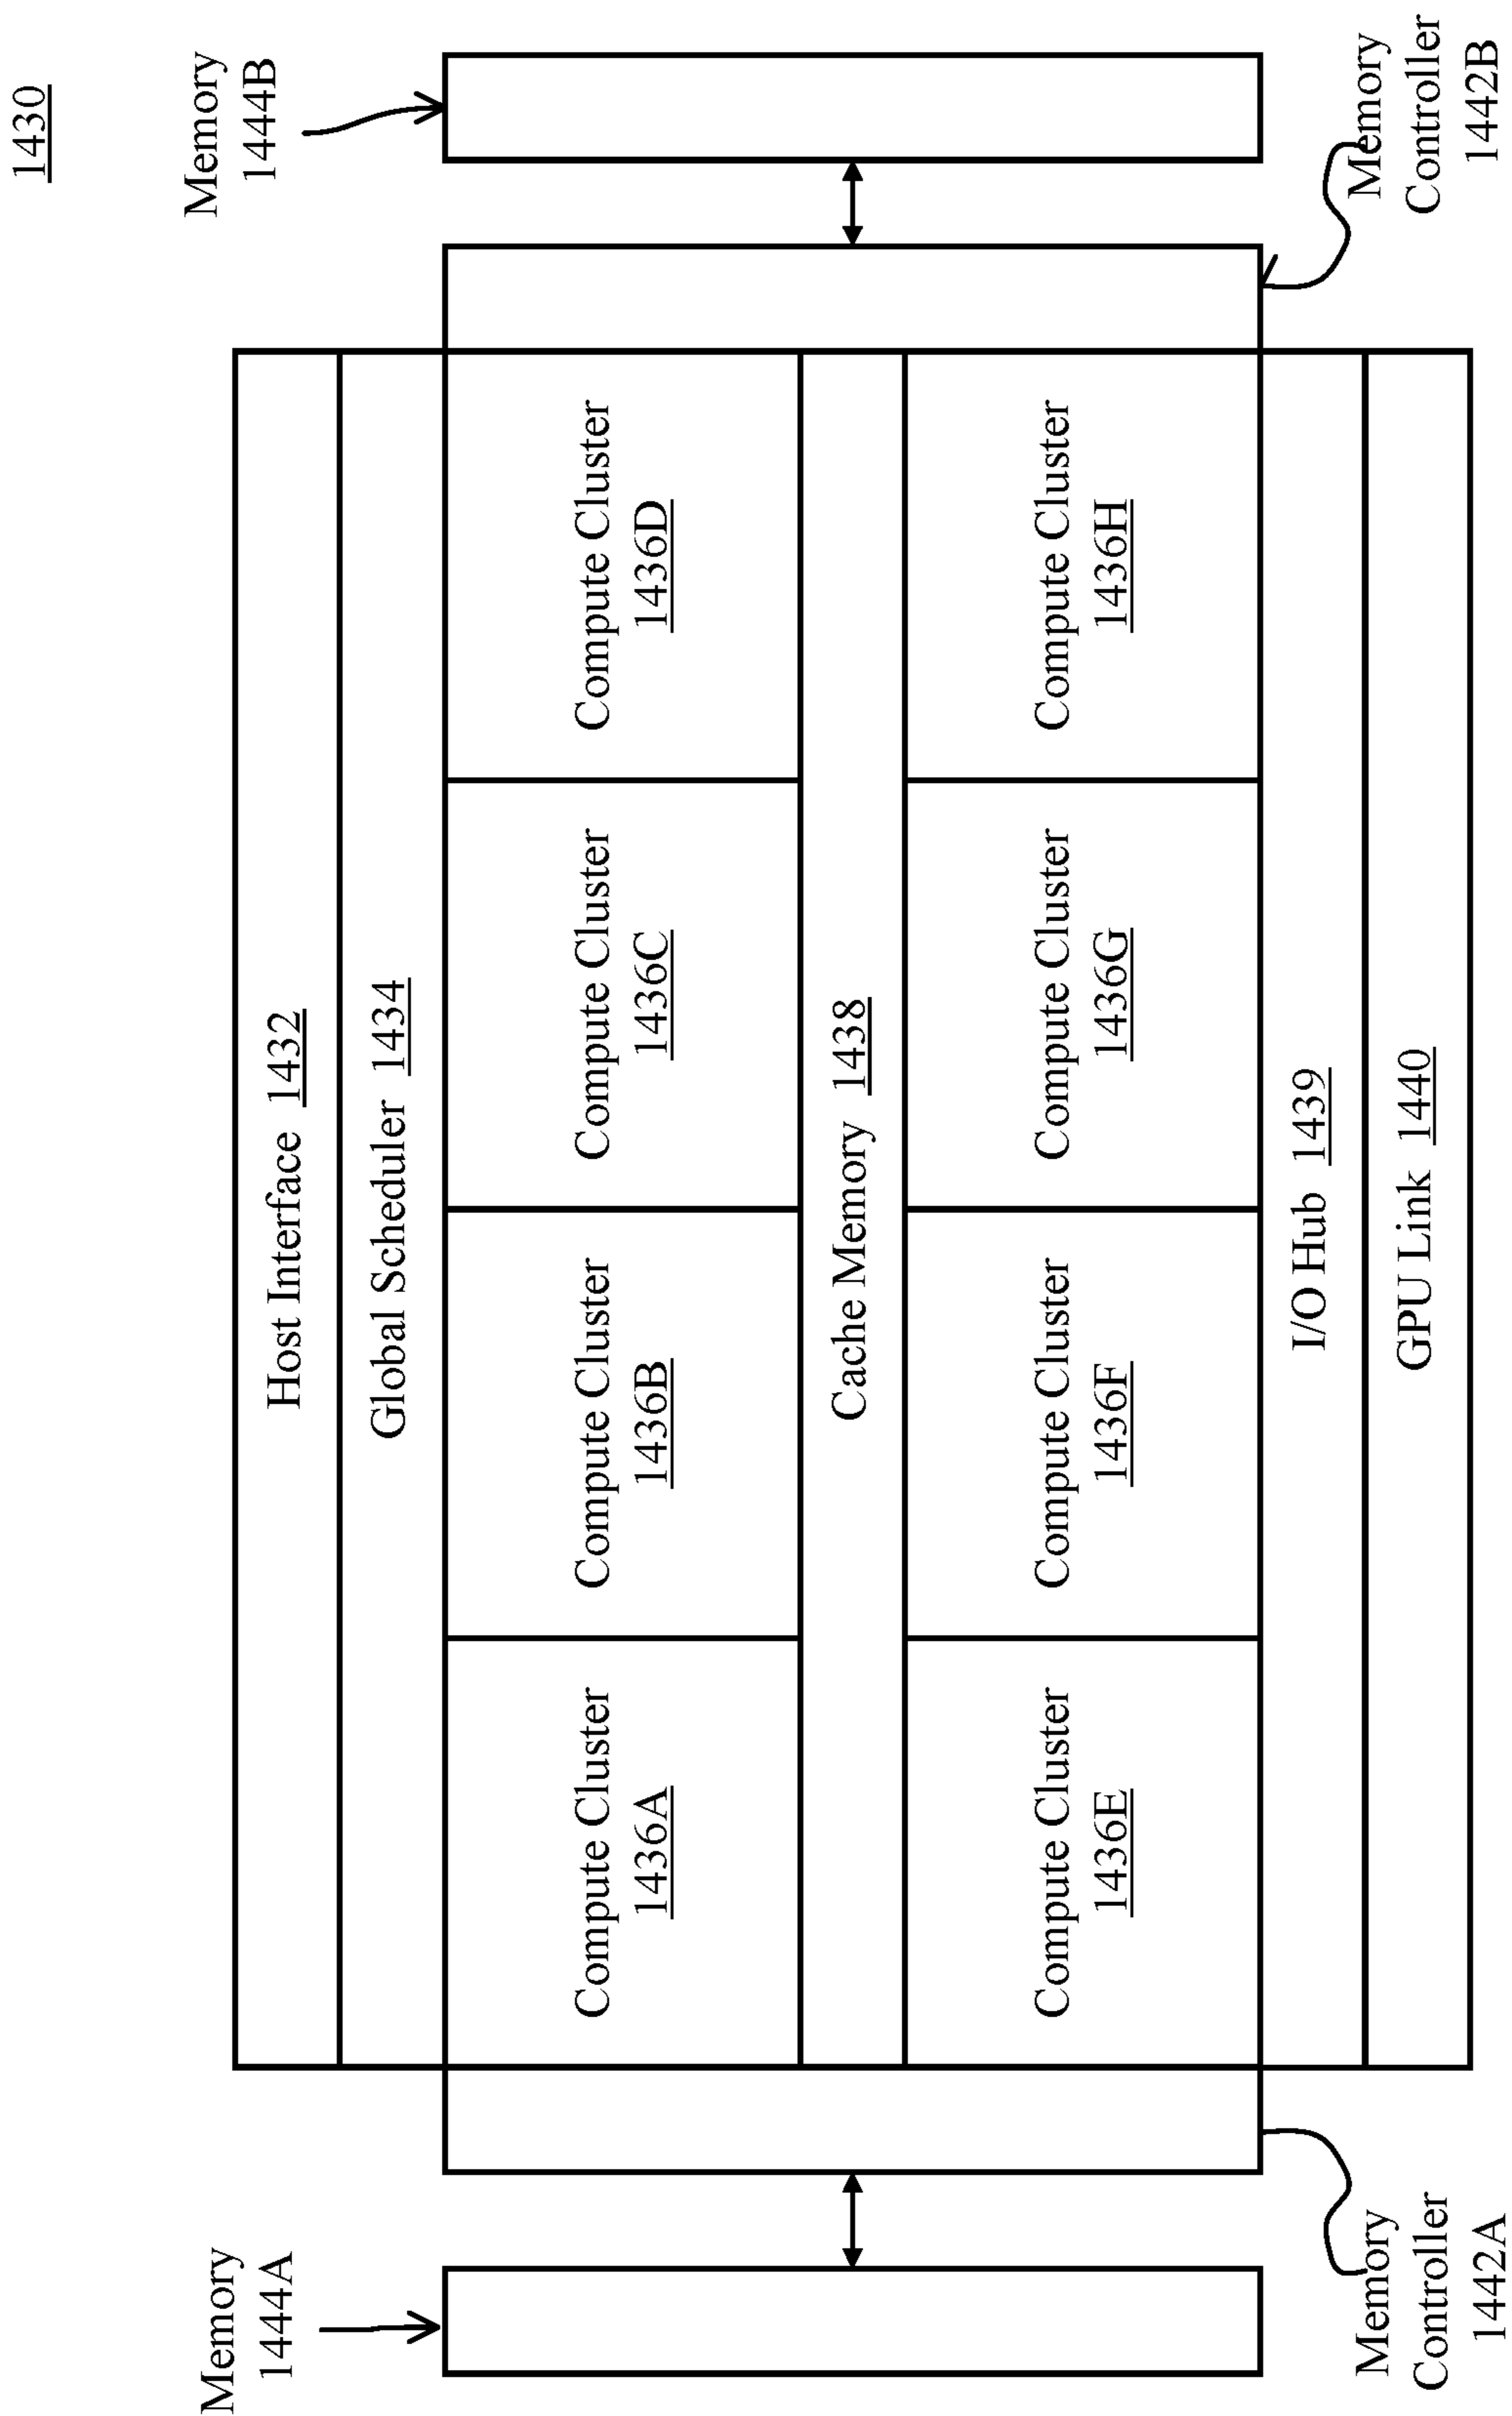 1430
Memory
1444A
Memory
1444B
Host Interface 1432
Global Scheduler 1434
Compute Cluster
1436A
Compute Cluster
1436B
Compute Cluster
1436C
Compute Cluster
1436D
Cache Memory 1438
Compute Cluster
1436E
Compute Cluster
1436F
Compute Cluster
1436G
Compute Cluster
1436H
I/O Hub 1439
GPU Link 1440
Memory
Controller
1442A
Memory
Controller
1442B